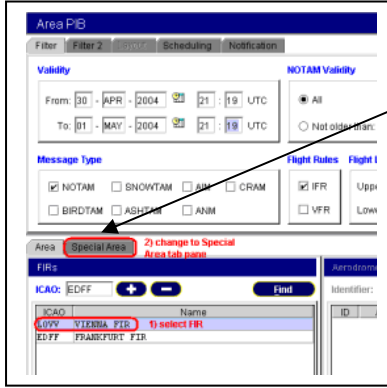 Area PIB
Filter Filter 2 Scheduling Notification
Validity NOTAM Validity
From: 30 - APR - 2004 21 : 19 UTC All
To: 01 - MAY - 2004 21 : 19 UTC Not older than:
Message Type Flight Rules Flight L
NOTAM SNOWTAM AIM CRAM IFR Uppe
BIRDTAM ASHTAM ANM VFR Lowe
Area Special Area 2) change to Special
Area tab pane
FIRs Aerodrome
ICAO: EDFF Find Identifier:
ICAO Name ID A
LOVV VIENNA FIR 1) select FIR
EDFF FRANKFURT FIR